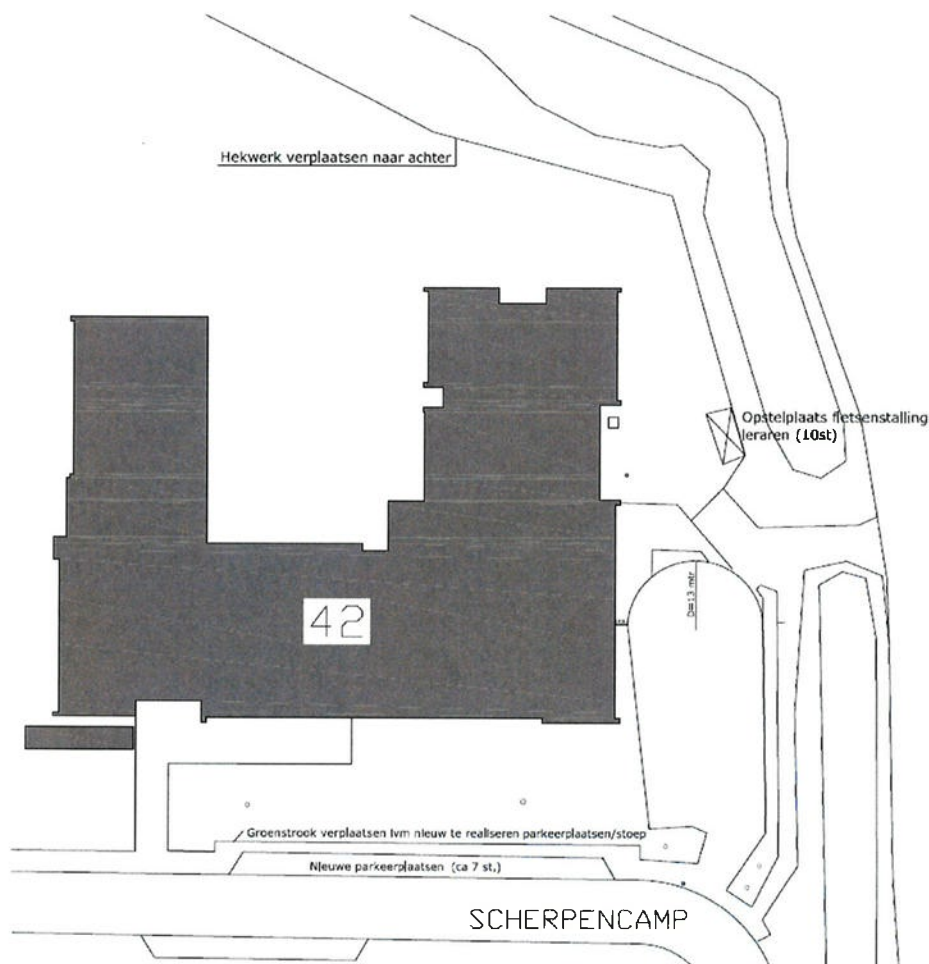 Hekwerk verplaatsen naar achter
Opstelplaats fietsenstalling
leraren (10st)
D=13 mtr
42
Groenstrook verplaatsen ivm nieuw te realiseren parkeerplaatsen/stoep
Nieuwe parkeerplaatsen (ca 7 st.)
SCHERPENCAMP